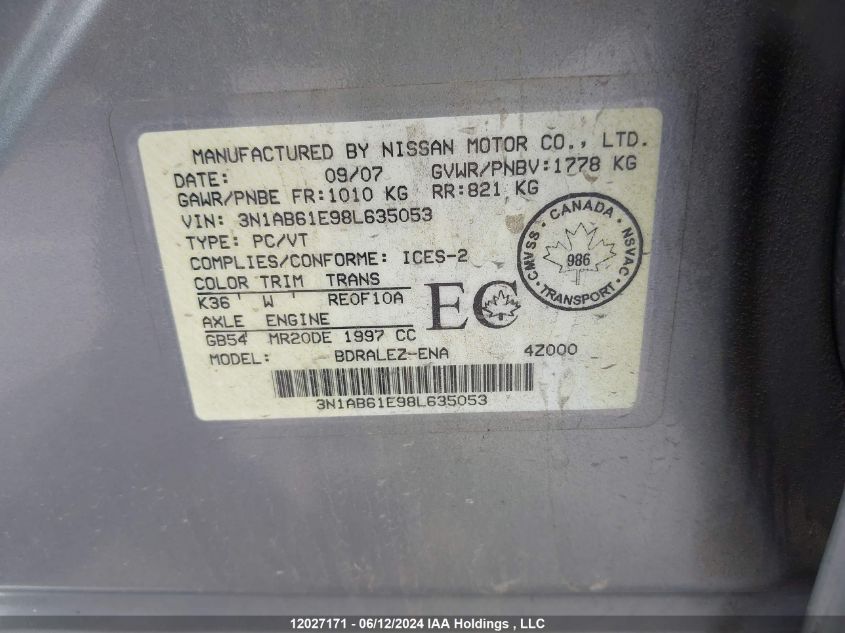 MANUFACTURED BY NISSAN MOTOR CO., LTD.
DATE: 09/07 GVWR/PNBV:1778 KG
GAWR/PNBE FR:1010 KG RR:821 KG
VIN: 3N1AB61E98L635053
TYPE: PC/VT
COMPLIES/CONFORME: ICES-2
COLOR TRIM TRANS
K36 W RE0F10A
AXLE ENGINE
GB54 MR20DE 1997 CC
MODEL: BDRALEZ-ENA 4Z000
EC
CANADA
CMVSS 986 NSVAC
TRANSPORT
3N1AB61E98L635053
12027171 - 06/12/2024 IAA Holdings , LLC